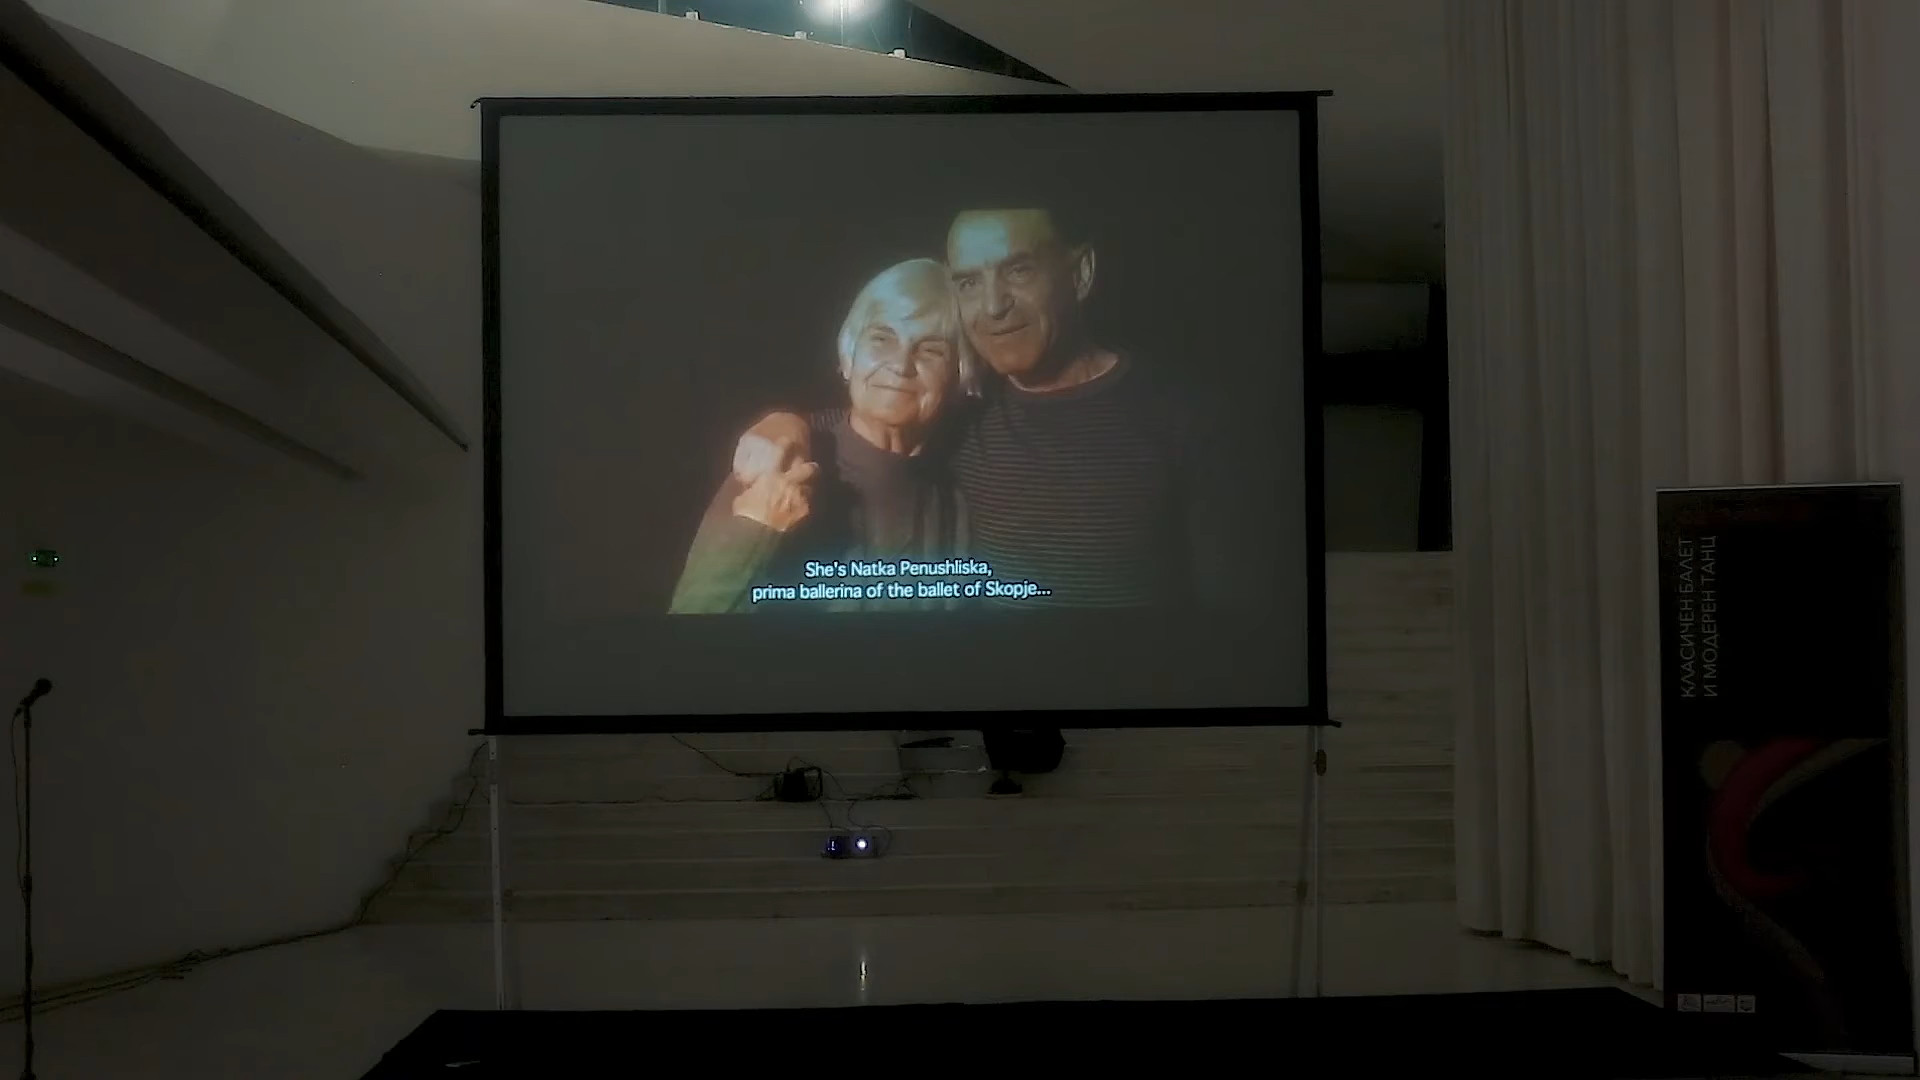 She's Natka Penushliska,
prima ballerina of the ballet of Skopje...
КЛАСИЧЕН БАЛЕТ
И МОДЕРЕН ТАНЦ